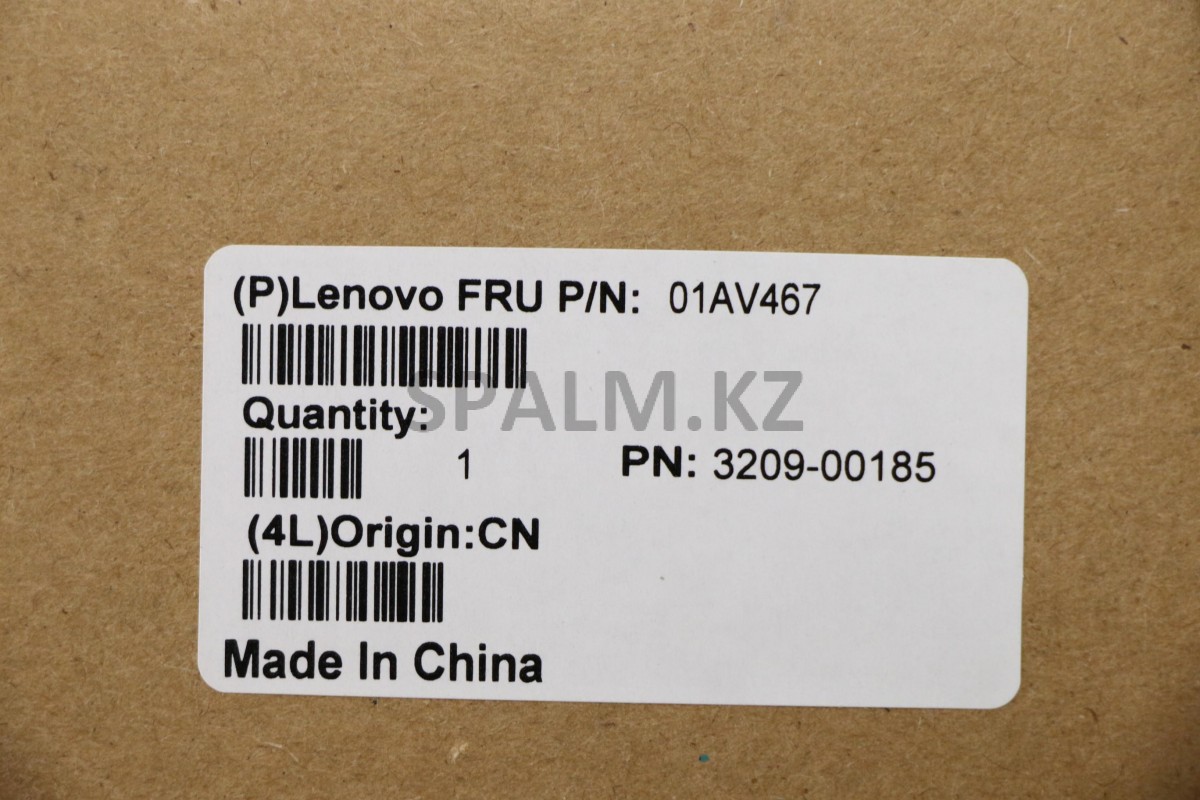 (P)Lenovo FRU P/N: 01AV467
SPALM.KZ
Quantity:
1 PN: 3209-00185
(4L)Origin:CN
Made In China